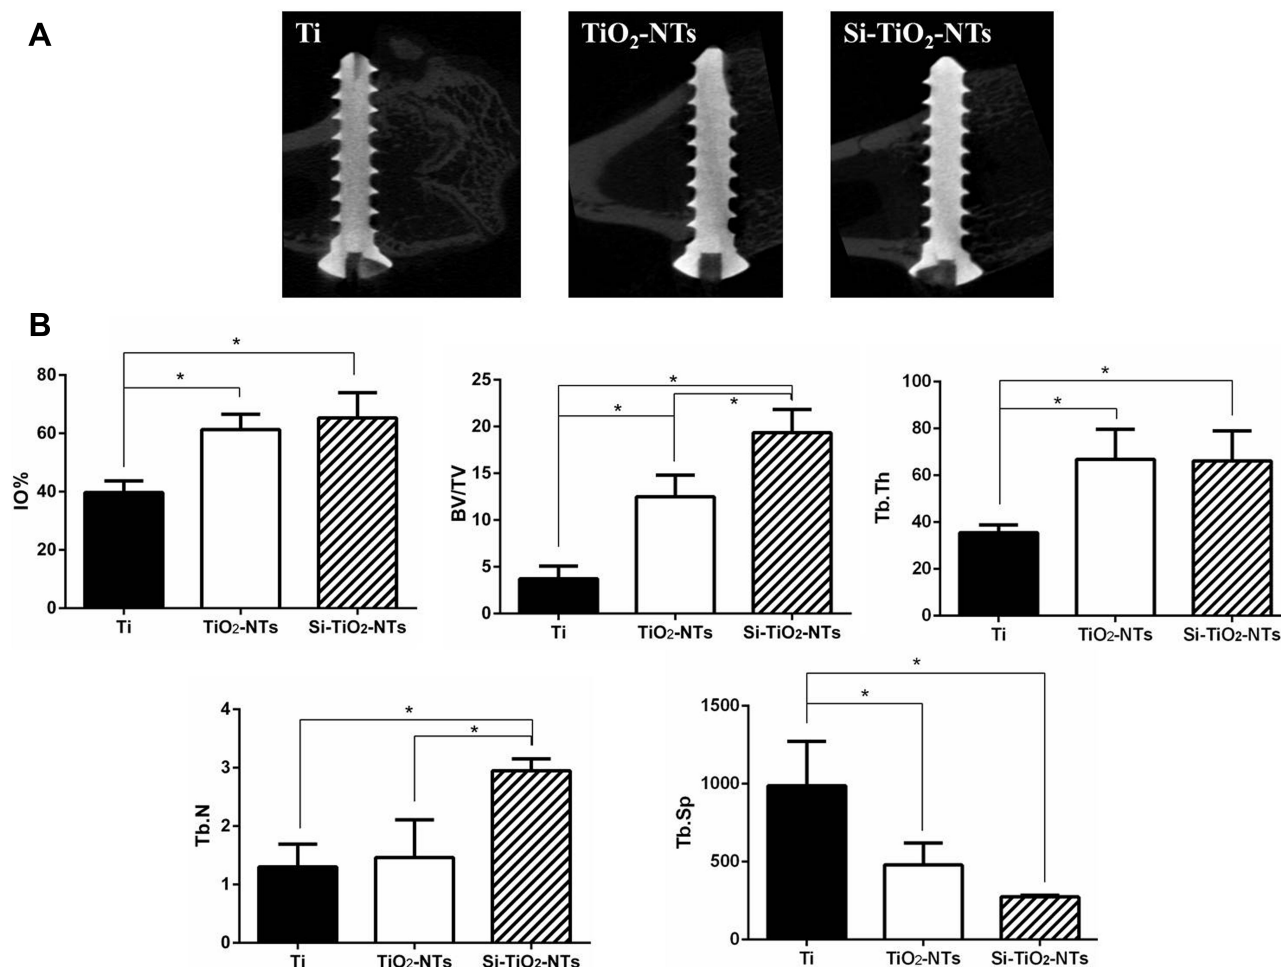 A
Ti
TiO2-NTs
Si-TiO2-NTs
B
IO%
80
60
40
20
0
*
*
Ti
TiO2-NTs
Si-TiO2-NTs
BV/TV
25
20
15
10
5
0
*
*
*
Ti
TiO2-NTs
Si-TiO2-NTs
Tb.Th
100
80
60
40
20
0
*
*
Ti
TiO2-NTs
Si-TiO2-NTs
Tb.N
4
3
2
1
0
*
*
Ti
TiO2-NTs
Si-TiO2-NTs
Tb.Sp
1500
1000
500
0
*
*
Ti
TiO2-NTs
Si-TiO2-NTs